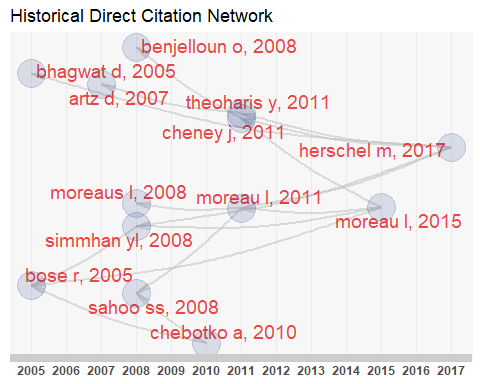 Historical Direct Citation Network
benjelloun o, 2008
bhagwat d, 2005
artz d, 2007
theoharis y, 2011
cheney j, 2011
herschel m, 2017
moreaus l, 2008
moreau l, 2011
moreau l, 2015
simmhan yl, 2008
bose r, 2005
sahoo ss, 2008
chebotko a, 2010
2005 2006 2007 2008 2009 2010 2011 2012 2013 2014 2015 2016 2017